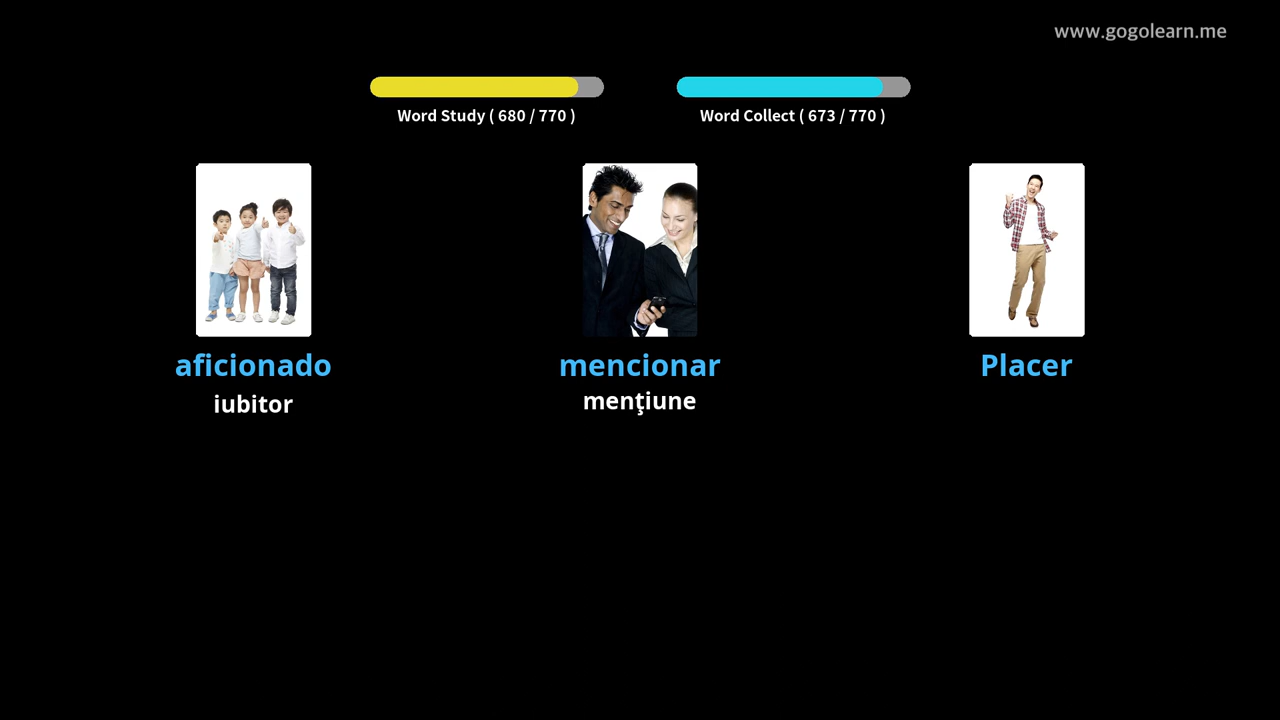 www.gogolearn.me
Word Study ( 680 / 770 )
Word Collect ( 673 / 770 )
aficionado
iubitor
mencionar
menţiune
Placer